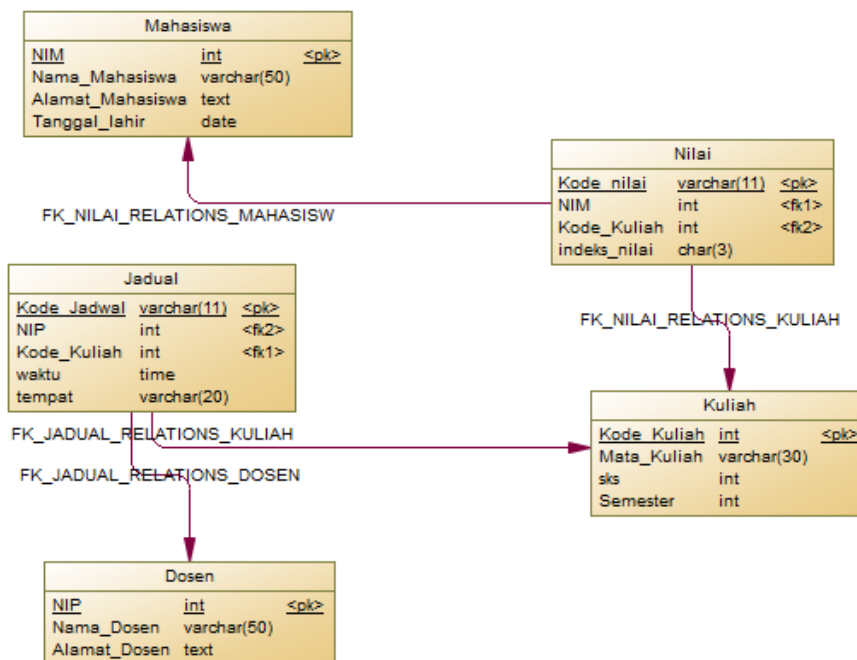 Mahasiswa
NIM int <pk>
Nama_Mahasiswa varchar(50)
Alamat_Mahasiswa text
Tanggal_lahir date
FK_NILAI_RELATIONS_MAHASISW
Nilai
Kode_nilai varchar(11) <pk>
NIM int <fk1>
Kode_Kuliah int <fk2>
indeks_nilai char(3)
FK_NILAI_RELATIONS_KULIAH
Jadual
Kode_Jadwal varchar(11) <pk>
NIP int <fk2>
Kode_Kuliah int <fk1>
waktu time
tempat varchar(20)
FK_JADUAL_RELATIONS_KULIAH
FK_JADUAL_RELATIONS_DOSEN
Kuliah
Kode_Kuliah int <pk>
Mata_Kuliah varchar(30)
sks int
Semester int
Dosen
NIP int <pk>
Nama_Dosen varchar(50)
Alamat_Dosen text